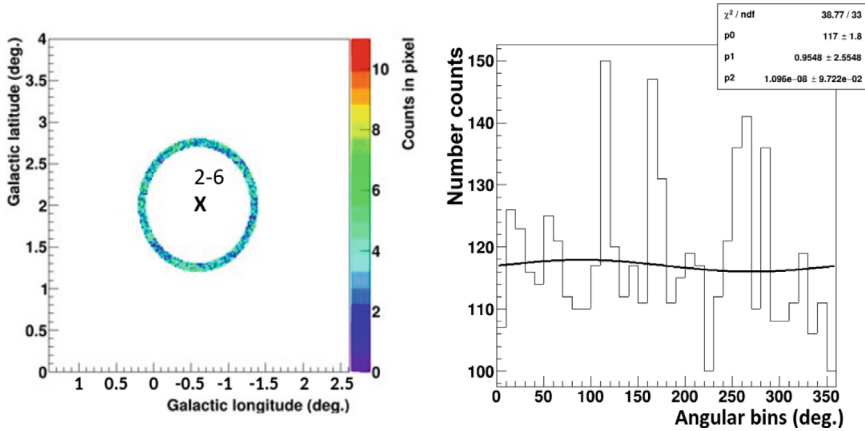 4
3.5
3
2.5
2
1.5
1
0.5
0
Galactic latitude (deg.)
2-6
X
1 0.5 0 -0.5 -1 -1.5 2 2.5
Galactic longitude (deg.)
10
8
6
4
2
0
Counts in pixel
χ² / ndf 38.77 / 33
p0 117 ± 1.8
p1 0.9548 ± 2.5548
p2 1.096e−08 ± 9.722e−02
150
140
130
120
110
100
Number counts
0 50 100 150 200 250 300 350
Angular bins (deg.)